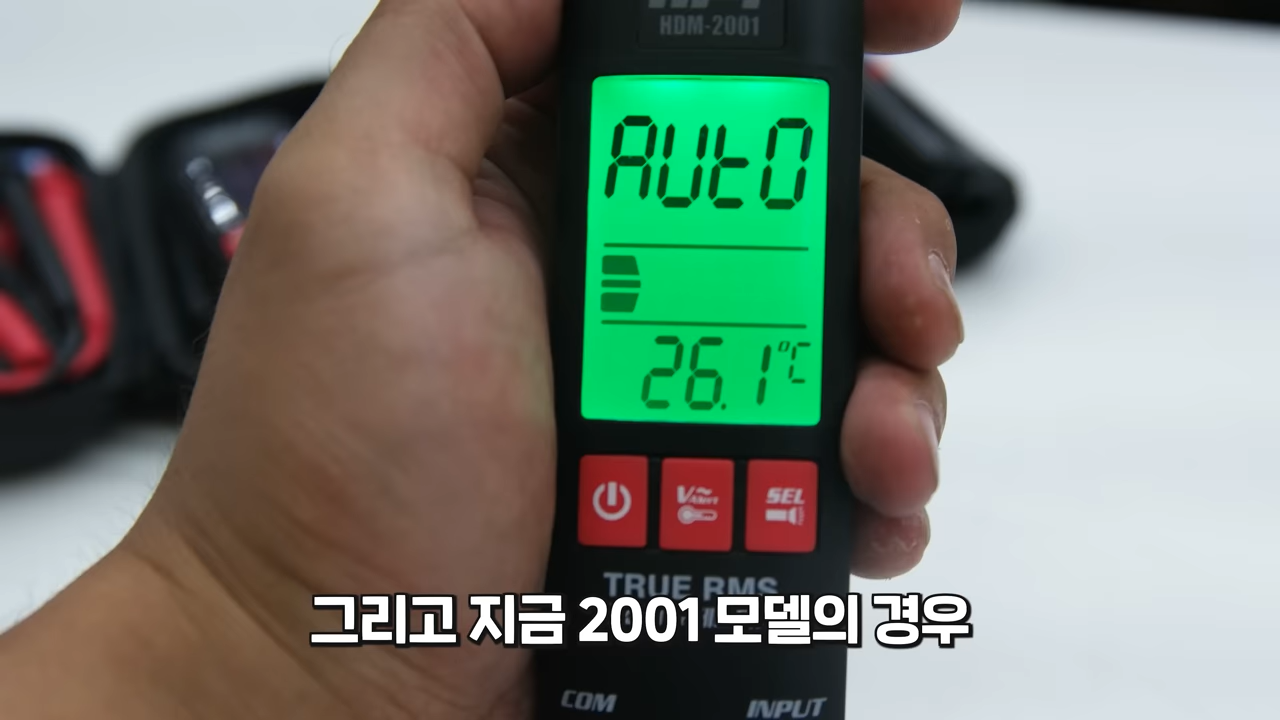 HDM-2001
AUtO
26.1°C
V~ Alert
SEL
TRUE RMS
그리고 지금 2001 모델의 경우
COM
INPUT